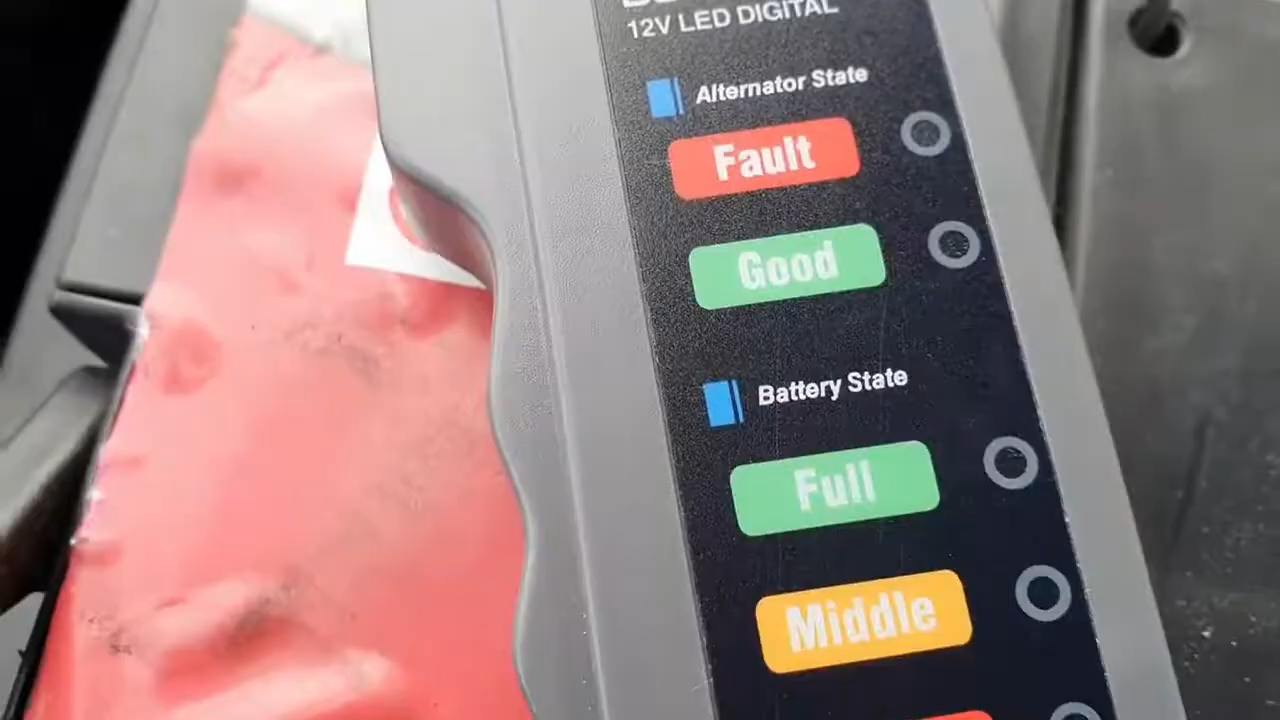 12V LED DIGITAL
Alternator State
Fault
Good
Battery State
Full
Middle